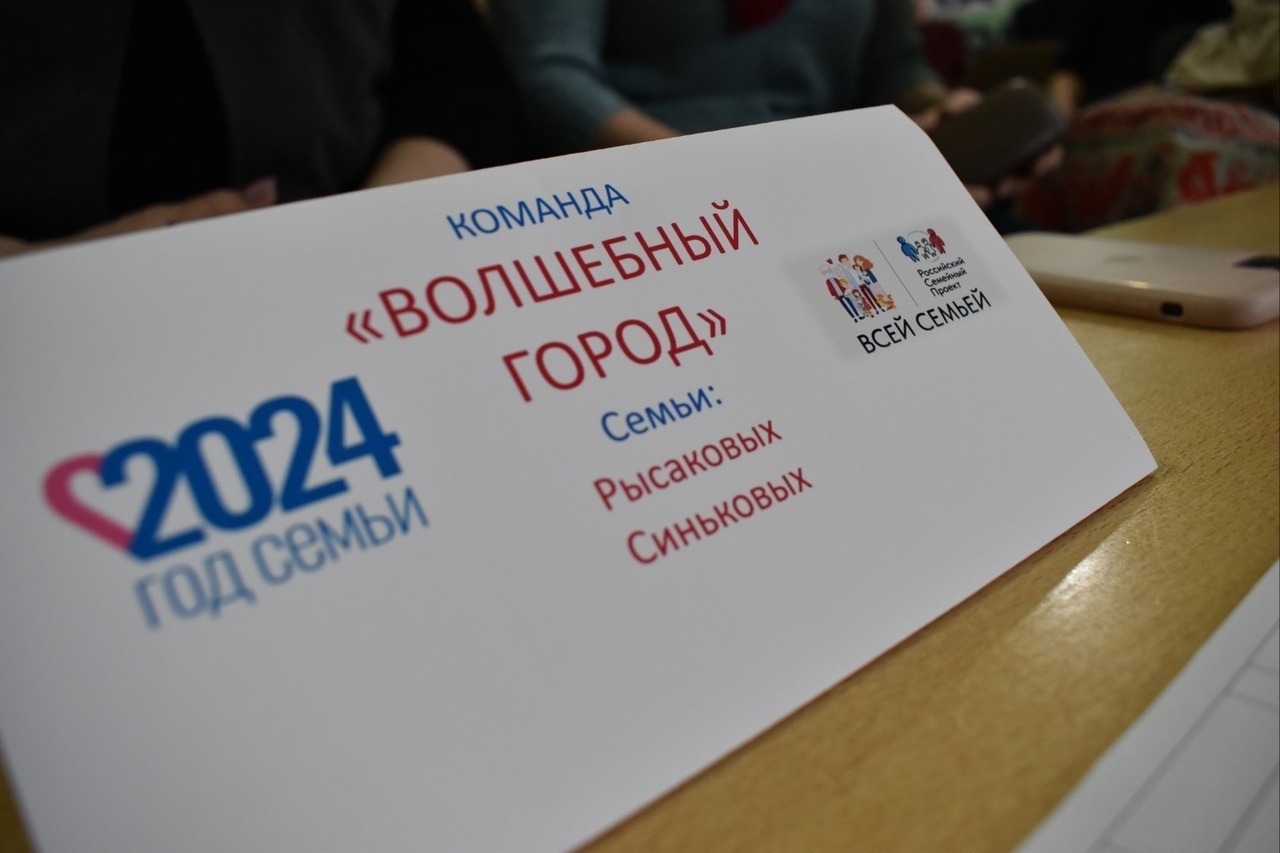 КОМАНДА
«ВОЛШЕБНЫЙ
ГОРОД»
Семьи:
Рысаковых
Синьковых
2024
ГОД СЕМЬИ
Российский
Семейный
Проект
ВСЕЙ СЕМЬЕЙ